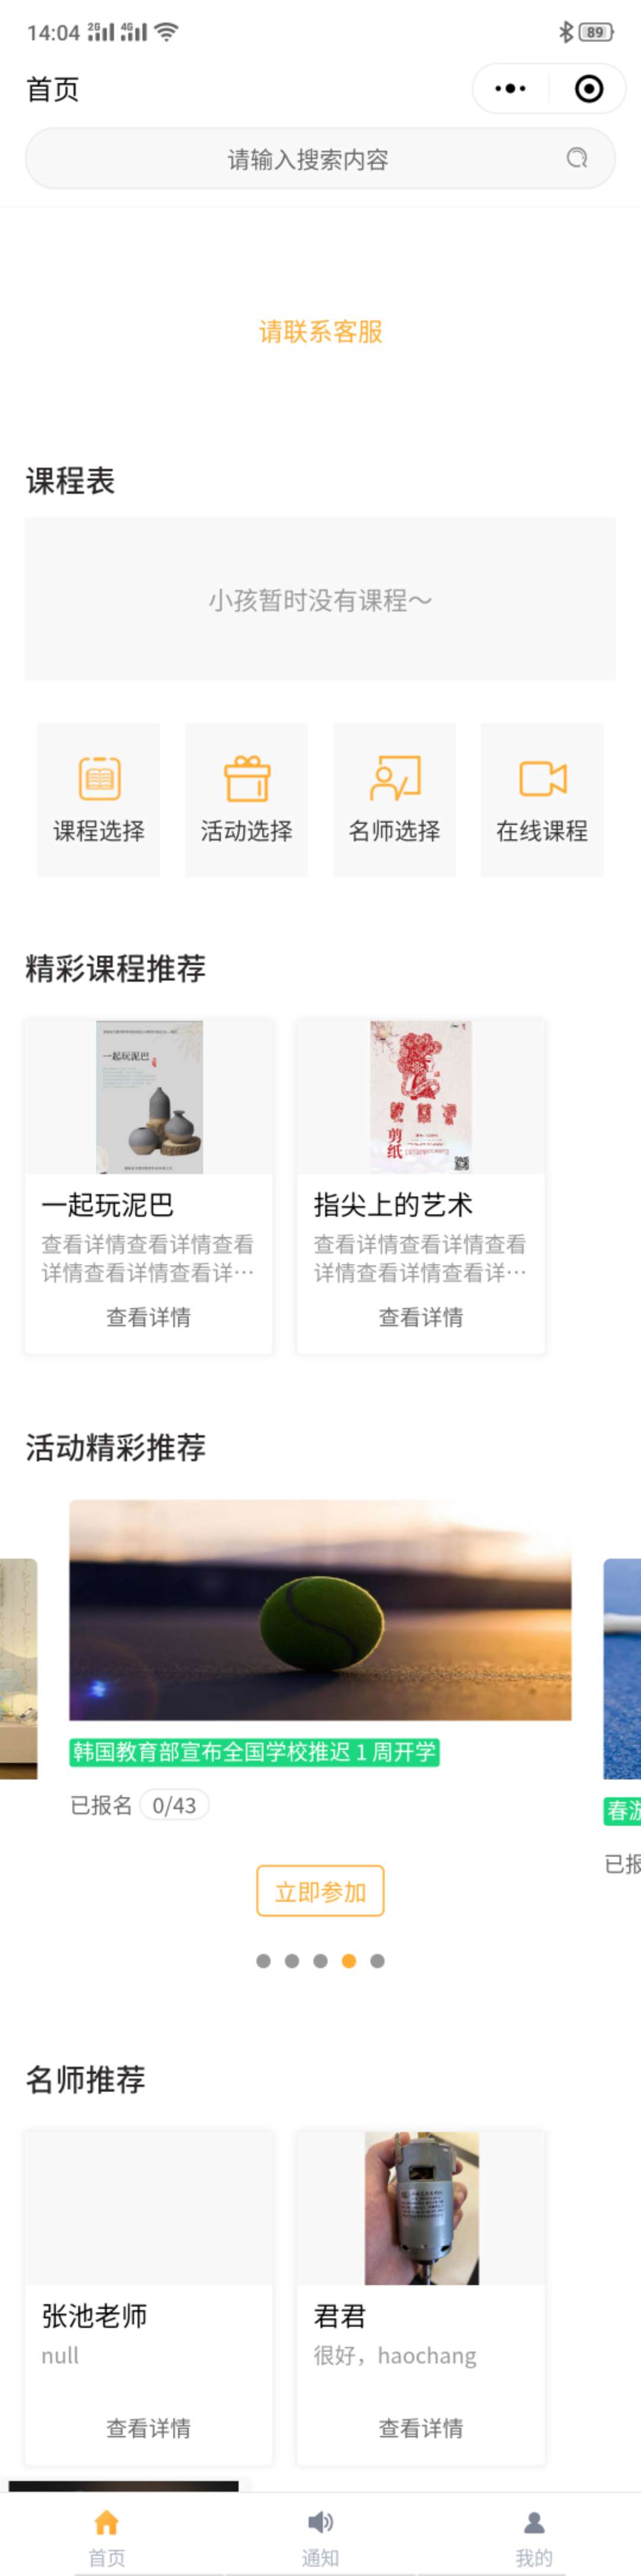 14:04 2G 4G 89
首页
请输入搜索内容
请联系客服
课程表
小孩暂时没有课程～
课程选择 活动选择 名师选择 在线课程
精彩课程推荐
一起玩泥巴
剪纸
一起玩泥巴 指尖上的艺术
查看详情查看详情查看 查看详情查看详情查看
详情查看详情查看详… 详情查看详情查看详…
查看详情 查看详情
活动精彩推荐
韩国教育部宣布全国学校推迟 1 周开学
已报名 0/43
春游
已报
立即参加
名师推荐
张池老师 君君
null 很好，haochang
查看详情 查看详情
首页 通知 我的